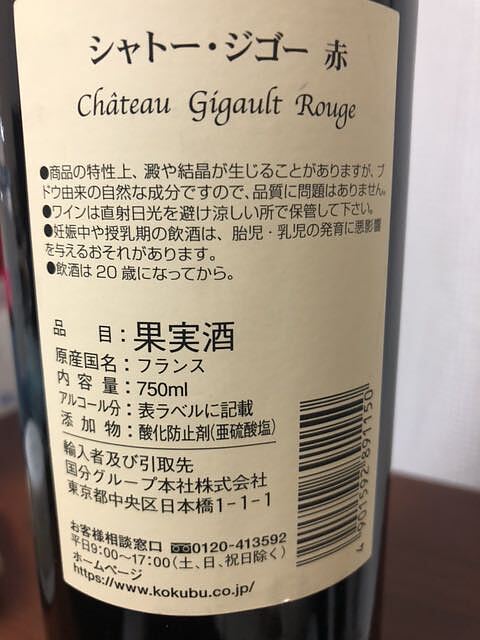 シャトー・ジゴー 赤
Château Gigault Rouge
●商品の特性上、澱や結晶が生じることがありますが、ブ
ドウ由来の自然な成分ですので、品質に問題はありません。
●ワインは直射日光を避け涼しい所で保管して下さい。
●妊娠中や授乳期の飲酒は、胎児・乳児の発育に悪影響
を与えるおそれがあります。
●飲酒は20歳になってから。
品 目：果実酒
原産国名：フランス
内容量：750ml
アルコール分：表ラベルに記載
添加物：酸化防止剤(亜硫酸塩)
輸入者及び引取先
国分グループ本社株式会社
東京都中央区日本橋1-1-1
お客様相談窓口 0120-413592
平日9:00〜17:00(土、日、祝日除く)
ホームページ
https://www.kokubu.co.jp/
4 901592 891150